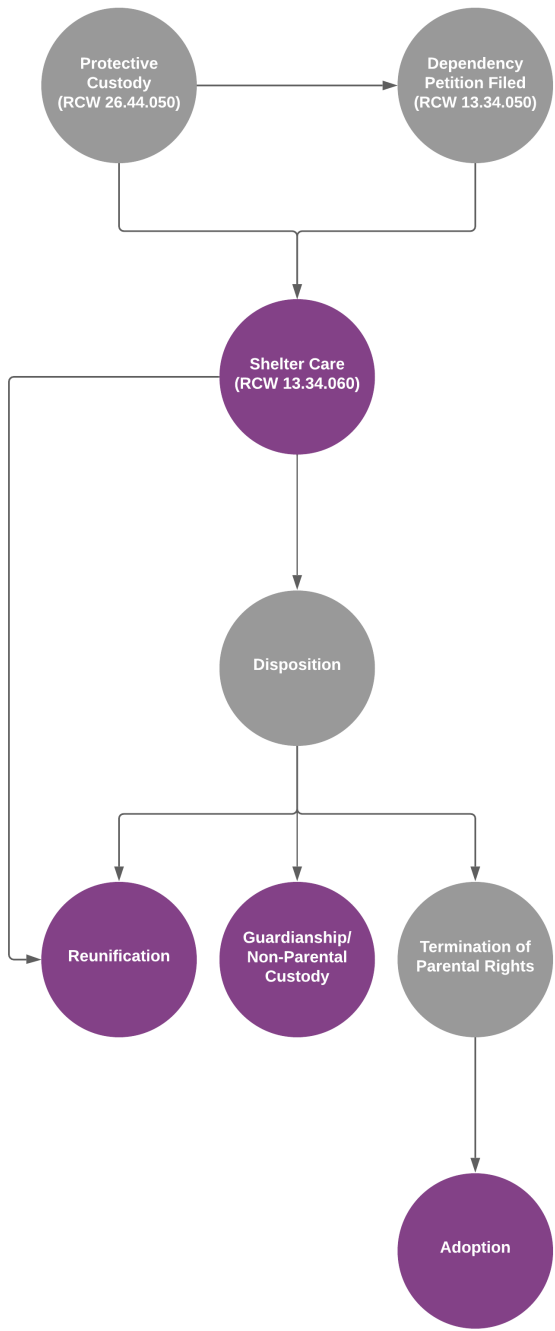 Protective
Custody
(RCW 26.44.050)
Dependency
Petition Filed
(RCW 13.34.050)
Shelter Care
(RCW 13.34.060)
Disposition
Reunification
Guardianship/
Non-Parental
Custody
Termination of
Parental Rights
Adoption